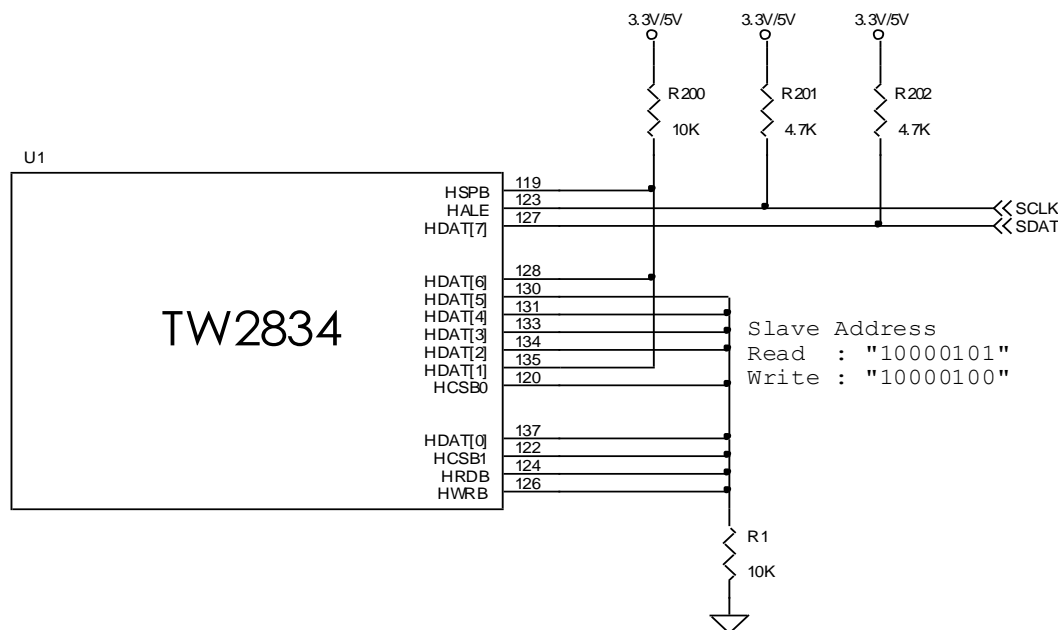 3.3V/5V 3.3V/5V 3.3V/5V
R200 R201 R202
10K 4.7K 4.7K
U1
HSPB 119
HALE 123 SCLK
HDAT[7] 127 SDAT
HDAT[6] 128
HDAT[5] 130
HDAT[4] 131
HDAT[3] 133
HDAT[2] 134
HDAT[1] 135
HCSB0 120
TW2834
Slave Address
Read : "10000101"
Write : "10000100"
HDAT[0] 137
HCSB1 122
HRDB 124
HWRB 126
R1
10K